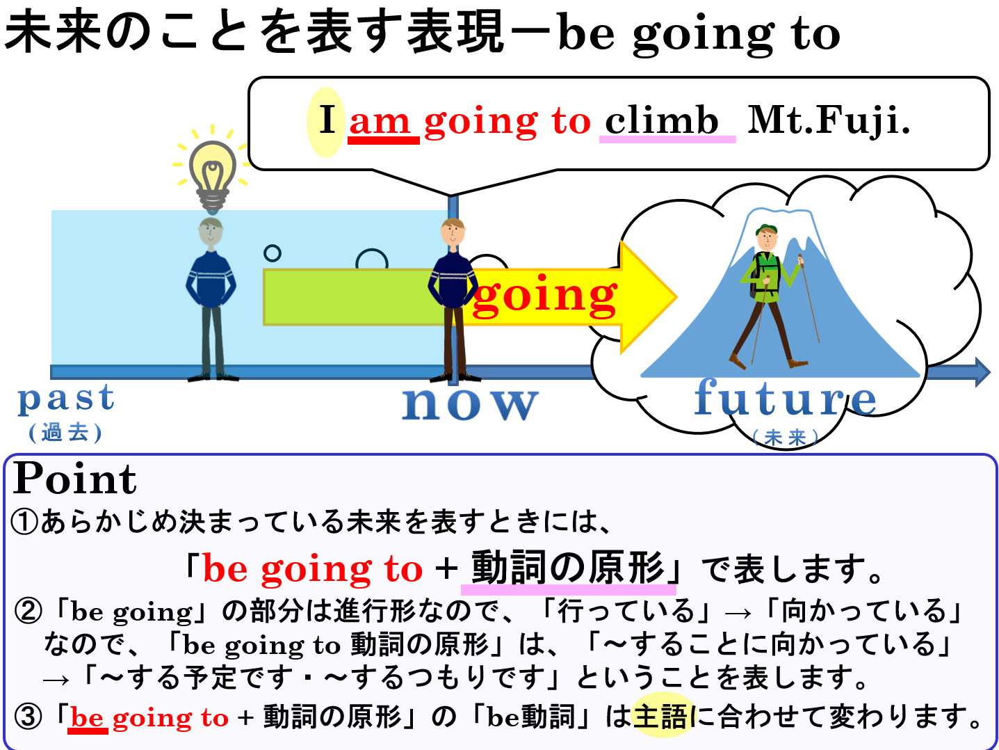 未来のことを表す表現－be going to
I am going to climb Mt.Fuji.
going
past
(過去)
now
future
(未来)
Point
①あらかじめ決まっている未来を表すときには、
「be going to + 動詞の原形」で表します。
②「be going」の部分は進行形なので、「行っている」→「向かっている」
なので、「be going to 動詞の原形」は、「～することに向かっている」
→「～する予定です・～するつもりです」ということを表します。
③「be going to + 動詞の原形」の「be動詞」は主語に合わせて変わります。